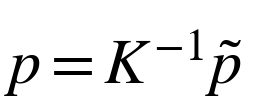 p = K⁻¹p̃